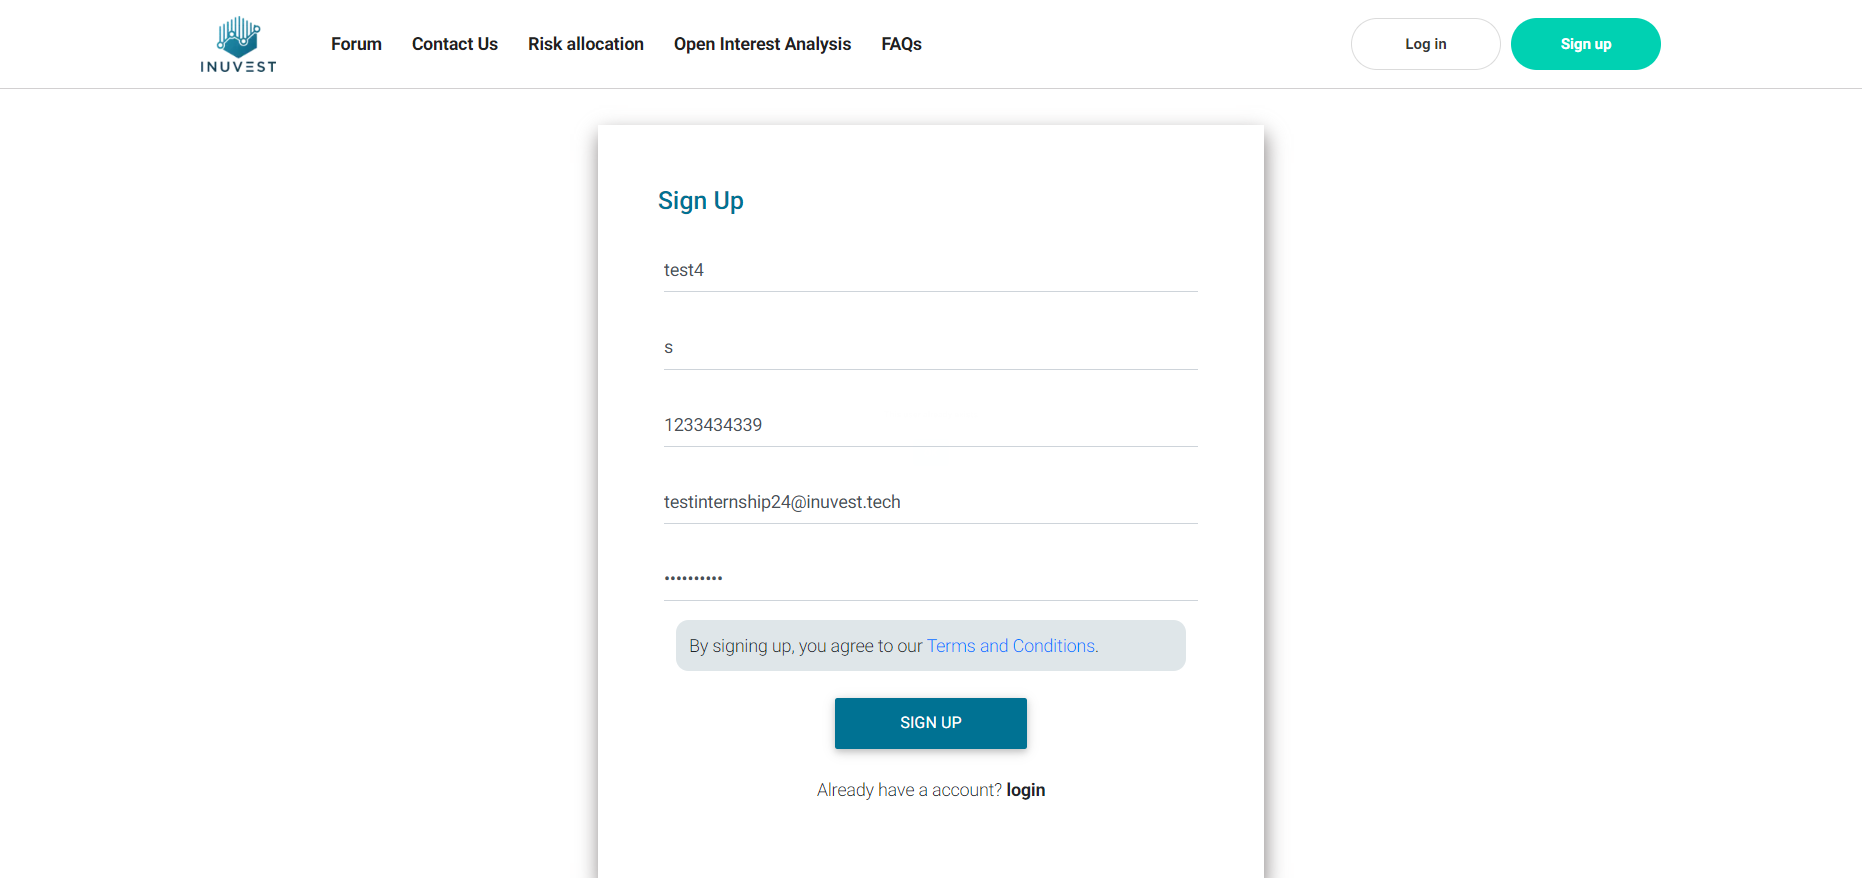 INUVEST
Forum
Contact Us
Risk allocation
Open Interest Analysis
FAQs
Log in
Sign up
Sign Up
test4
s
1233434339
testinternship24@inuvest.tech
••••••••••
By signing up, you agree to our Terms and Conditions.
SIGN UP
Already have a account? login